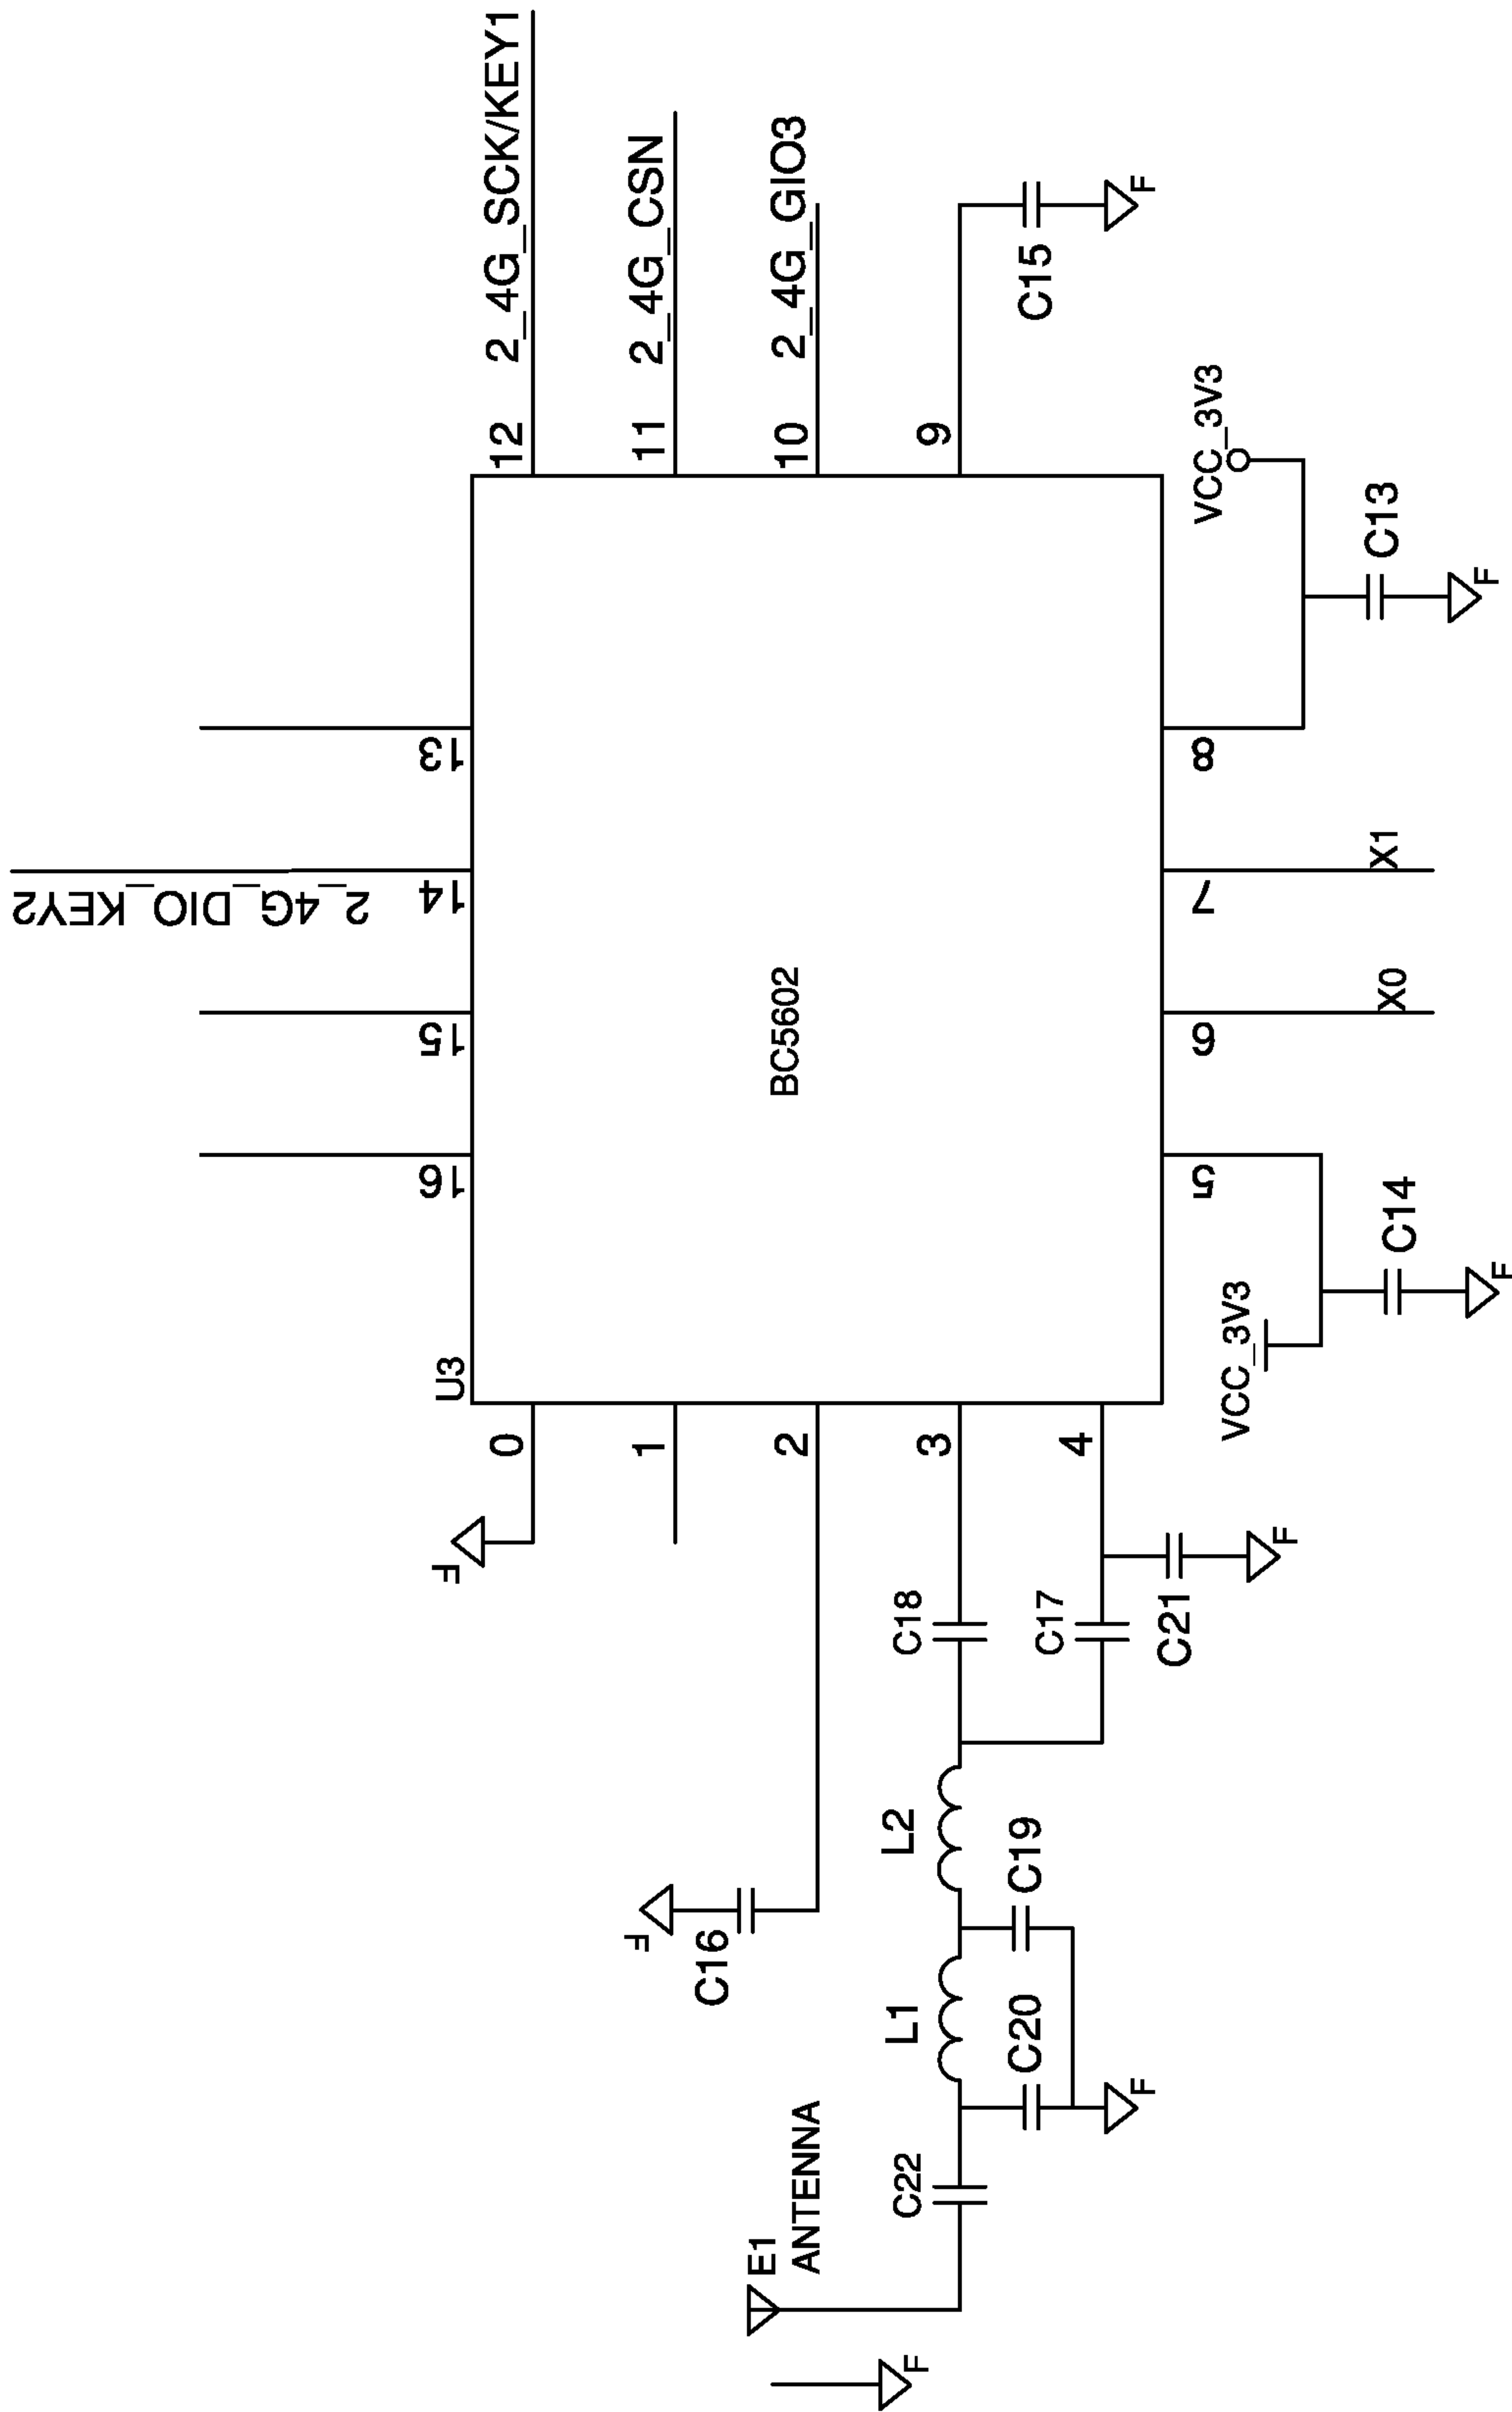 2_4G_DIO_KEY2
F
U3
16
15
14
13
0
12
2_4G_SCK/KEY1
F
1
11
2_4G_CSN
C16
E1
ANTENNA
2
BC5602
10
2_4G_GIO3
C22
L1
L2
C18
3
9
F
C20
C19
C17
4
C15
F
F
C21
5
6
7
8
VCC_3V3
VCC_3V3
F
C14
X0
X1
C13
F
F